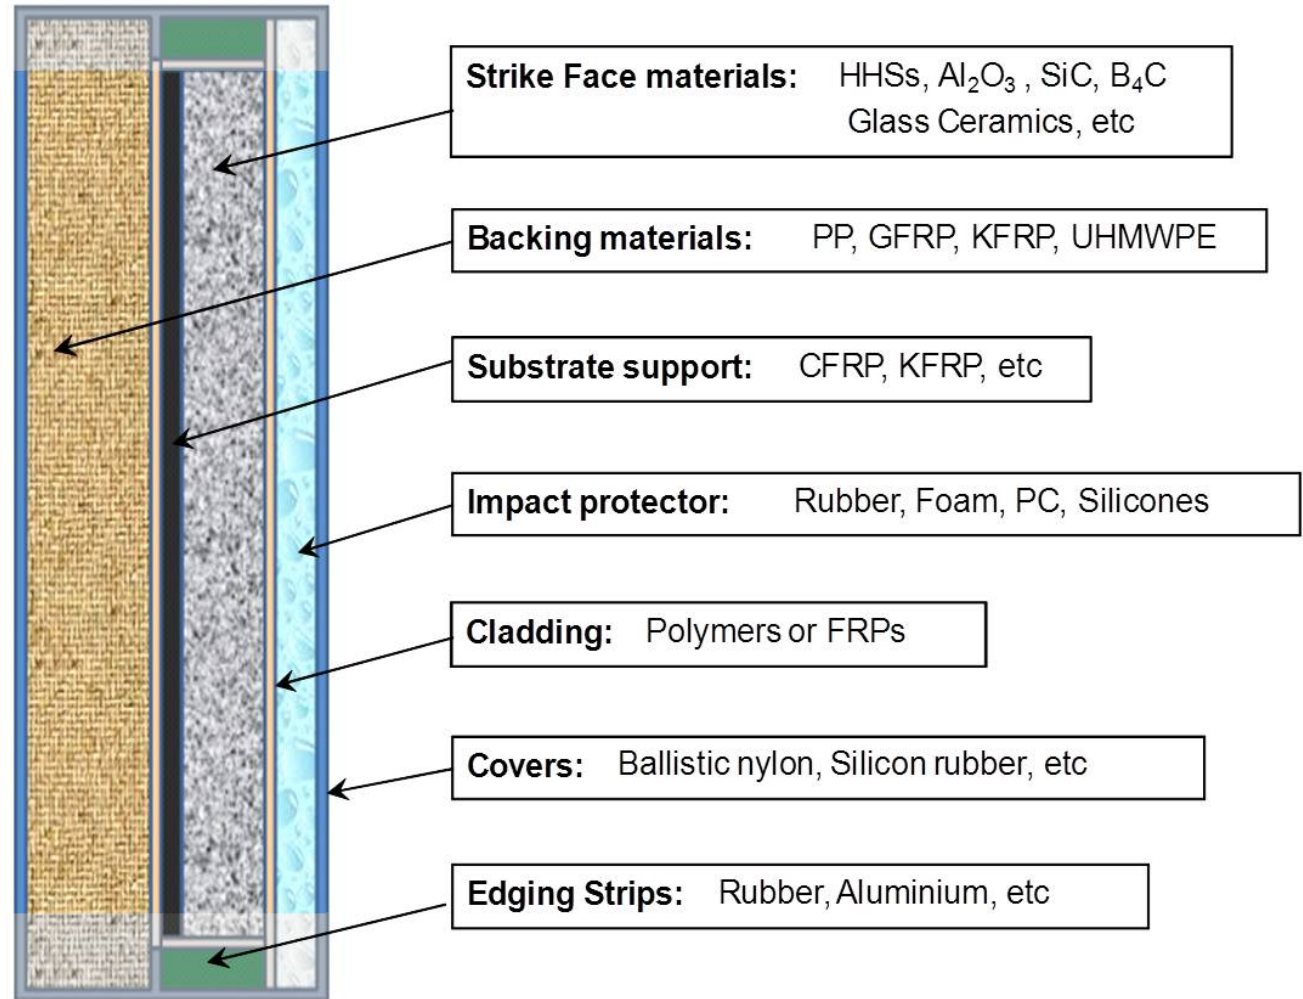 Strike Face materials: HHSs, Al₂O₃ , SiC, B₄C
Glass Ceramics, etc
Backing materials: PP, GFRP, KFRP, UHMWPE
Substrate support: CFRP, KFRP, etc
Impact protector: Rubber, Foam, PC, Silicones
Cladding: Polymers or FRPs
Covers: Ballistic nylon, Silicon rubber, etc
Edging Strips: Rubber, Aluminium, etc